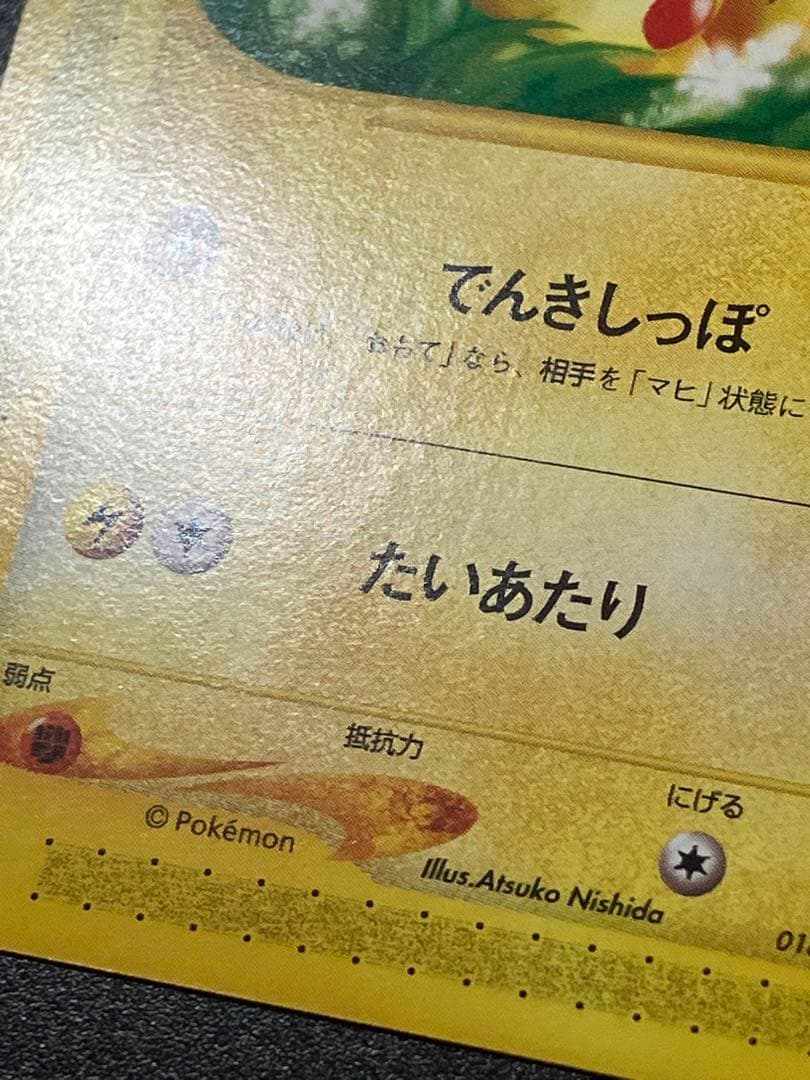 でんきしっぽ
おもて」なら、相手を「マヒ」状態に
たいあたり
弱点
抵抗力
にげる
© Pokémon
Illus.Atsuko Nishida
018